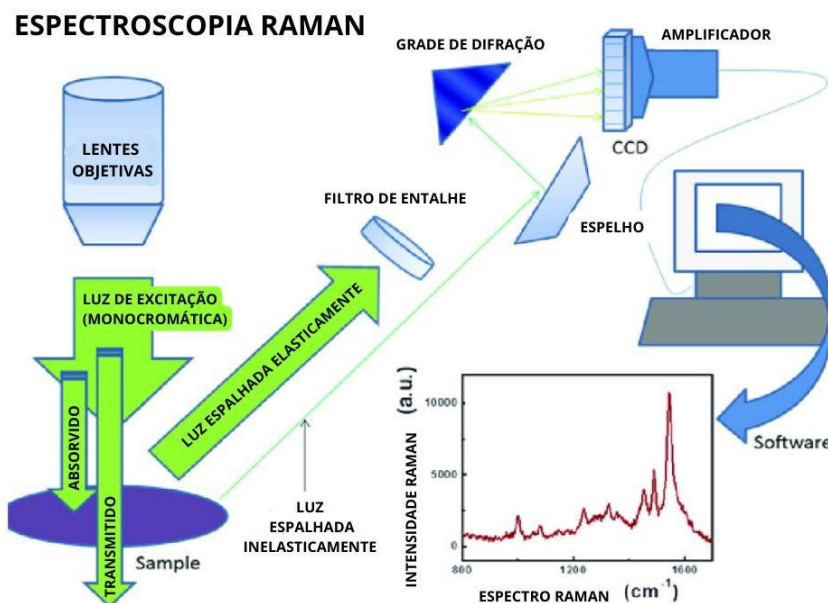 ESPECTROSCOPIA RAMAN
GRADE DE DIFRAÇÃO
AMPLIFICADOR
CCD
LENTES
OBJETIVAS
FILTRO DE ENTALHE
ESPELHO
LUZ DE EXCITAÇÃO
(MONOCROMÁTICA)
LUZ ESPALHADA ELASTICAMENTE
ABSORVIDO
TRANSMITIDO
Sample
LUZ
ESPALHADA
INELASTICAMENTE
Software
INTENSIDADE RAMAN (a.u.)
10000
5000
0
800
1200
1600
ESPECTRO RAMAN (cm⁻¹)